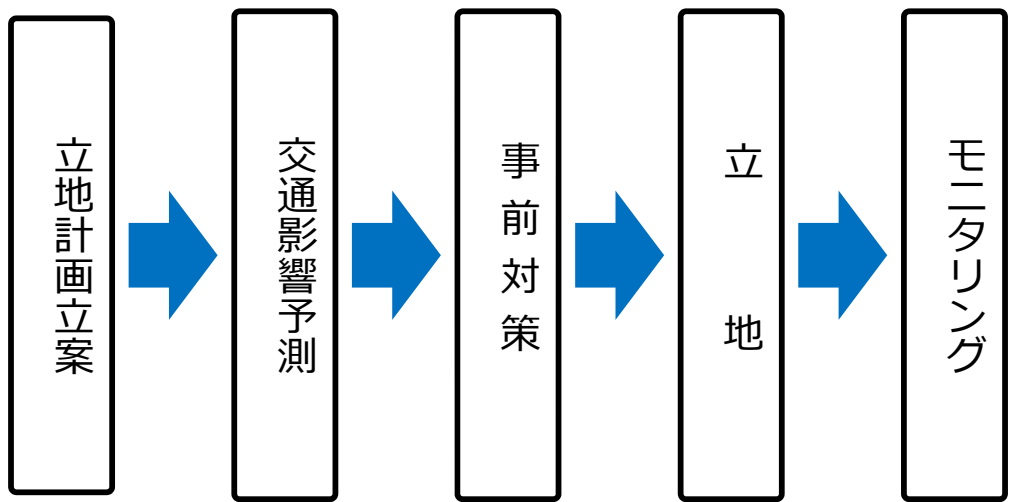 立地計画立案
交通影響予測
事前対策
立地
モニタリング